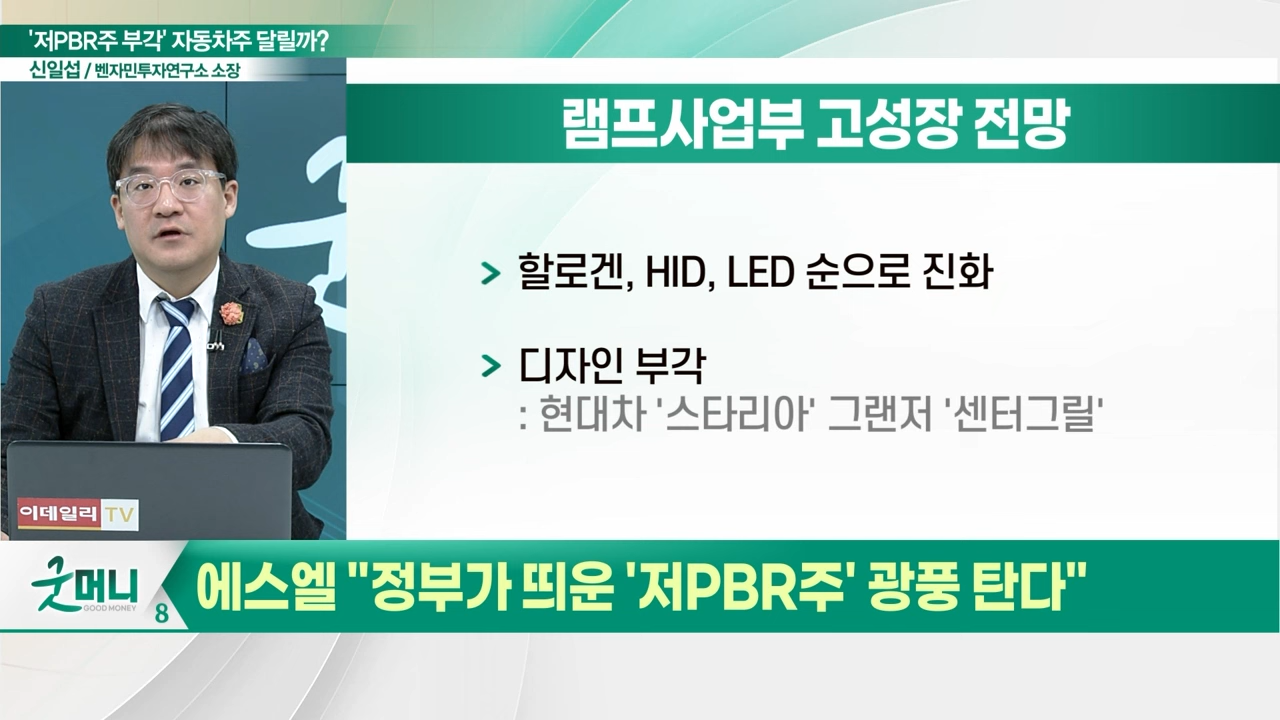 '저PBR주 부각' 자동차주 달릴까?
신일섭 / 벤자민투자연구소 소장
램프사업부 고성장 전망
> 할로겐, HID, LED 순으로 진화
> 디자인 부각
: 현대차 '스타리아' 그랜저 '센터그릴'
이데일리 TV
굿머니
GOOD MONEY
8
에스엘 "정부가 띄운 '저PBR주' 광풍 탄다"